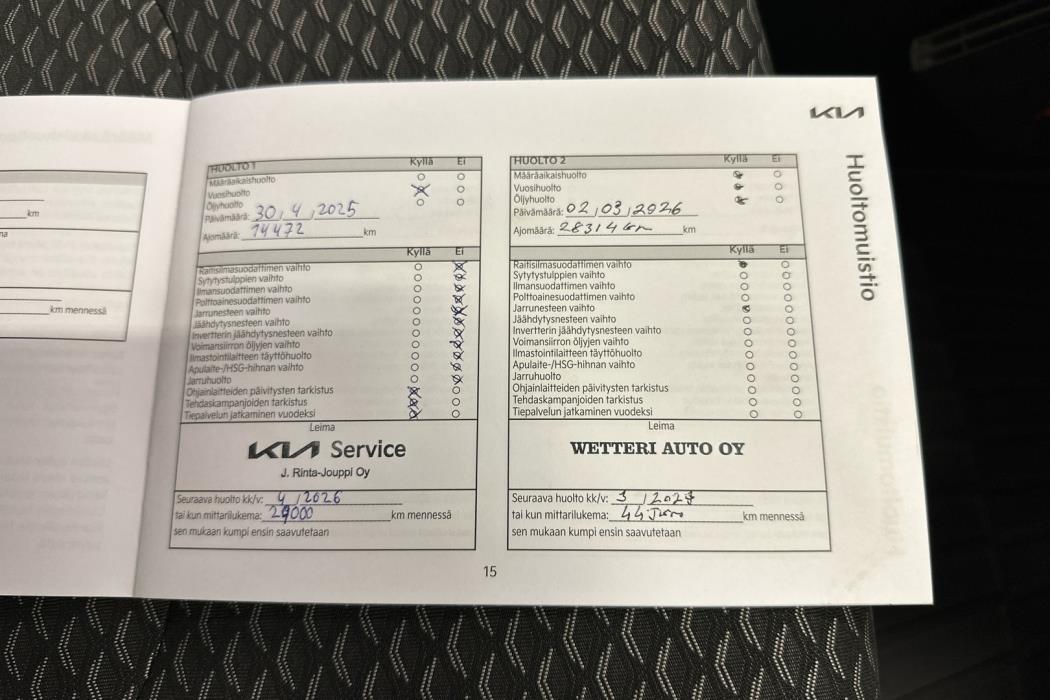 km
na
km mennessä
KIA
Huoltomuistio
HUOLTO 1 Kyllä Ei
Määräaikaishuolto
Vuosihuolto
Öljyhuolto
Päivämäärä: 30,4,2025
Ajomäärä: 14472 km
Kyllä Ei
Raitisilmasuodattimen vaihto
Sytytystulppien vaihto
Ilmansuodattimen vaihto
Polttoainesuodattimen vaihto
Jarrunesteen vaihto
Jäähdytysnesteen vaihto
Invertterin jäähdytysnesteen vaihto
Voimansiirron öljyjen vaihto
Ilmastointilaitteen täyttöhuolto
Apulaite-/HSG-hihnan vaihto
Jarruhuolto
Ohjainlaitteiden päivitysten tarkistus
Tehdaskampanjoiden tarkistus
Tiepalvelun jatkaminen vuodeksi
Leima
KIA Service
J. Rinta-Jouppi Oy
Seuraava huolto kk/v: 4/2026
tai kun mittarilukema: 29000 km mennessä
sen mukaan kumpi ensin saavutetaan
HUOLTO 2 Kyllä Ei
Määräaikaishuolto
Vuosihuolto
Öljyhuolto
Päivämäärä: 02,03,2026
Ajomäärä: 28314 km km
Kyllä Ei
Raitisilmasuodattimen vaihto
Sytytystulppien vaihto
Ilmansuodattimen vaihto
Polttoainesuodattimen vaihto
Jarrunesteen vaihto
Jäähdytysnesteen vaihto
Invertterin jäähdytysnesteen vaihto
Voimansiirron öljyjen vaihto
Ilmastointilaitteen täyttöhuolto
Apulaite-/HSG-hihnan vaihto
Jarruhuolto
Ohjainlaitteiden päivitysten tarkistus
Tehdaskampanjoiden tarkistus
Tiepalvelun jatkaminen vuodeksi
Leima
WETTERI AUTO OY
Seuraava huolto kk/v: 3/2027
tai kun mittarilukema: km mennessä
sen mukaan kumpi ensin saavutetaan
15